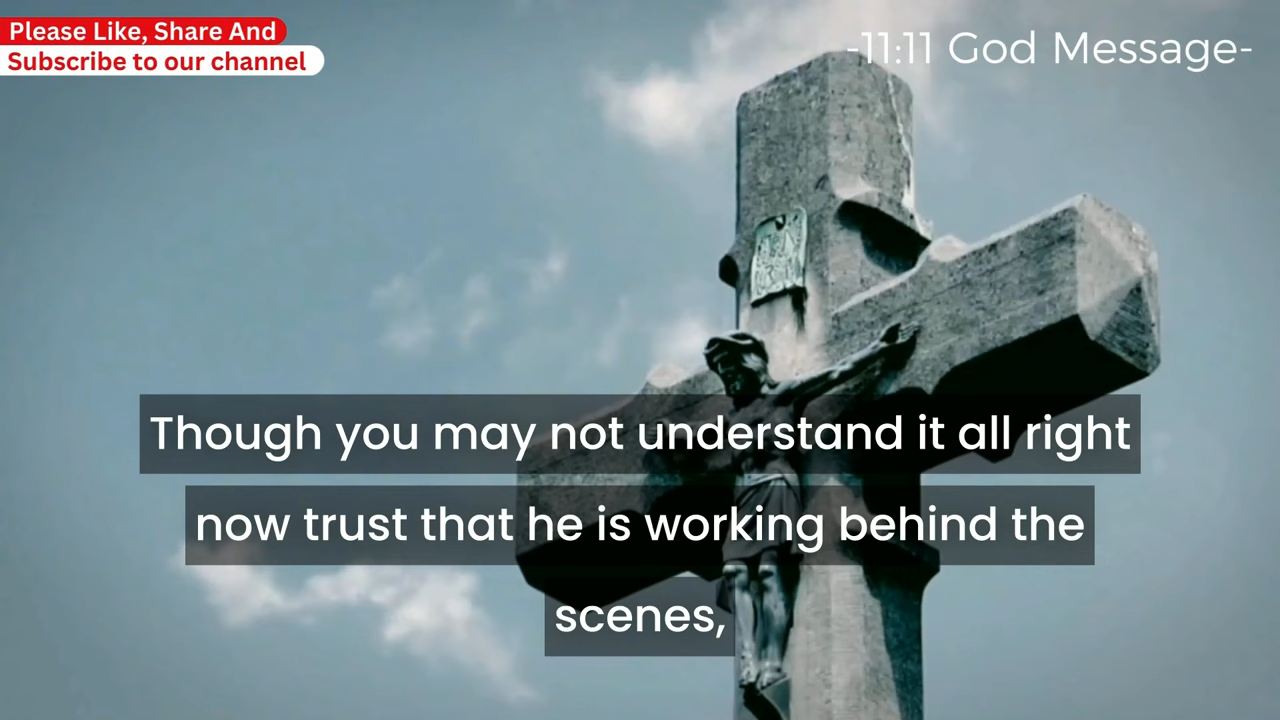 Please Like, Share And
Subscribe to our channel
-11:11 God Message-
Though you may not understand it all right
now trust that he is working behind the
scenes,